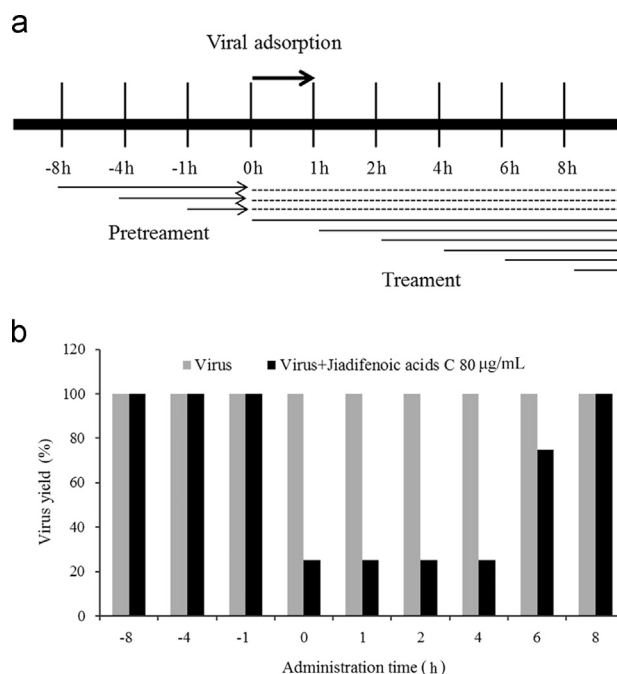 a
Viral adsorption
-8h -4h -1h 0h 1h 2h 4h 6h 8h
Pretreament
Treament
b
120
Virus Virus+Jiadifenoic acids C 80 μg/mL
100
80
60
40
20
0
Virus yield (%)
-8 -4 -1 0 1 2 4 6 8
Administration time ( h )